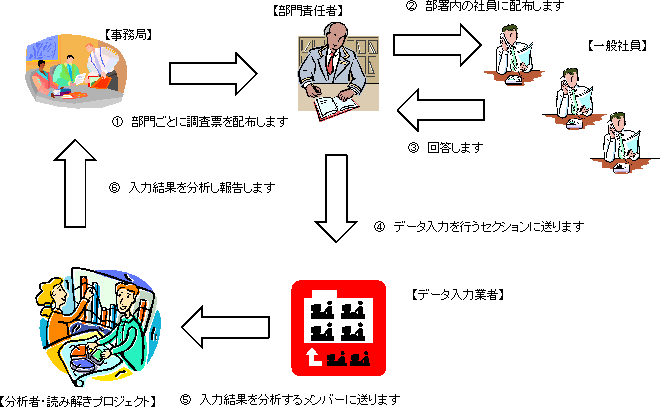 ② 部署内の社員に配布します
【部門責任者】
【事務局】
【一般社員】
① 部門ごとに調査票を配布します
③ 回答します
⑥ 入力結果を分析し報告します
④ データ入力を行うセクションに送ります
【データ入力業者】
【分析者・読み解きプロジェクト】
⑤ 入力結果を分析するメンバーに送ります